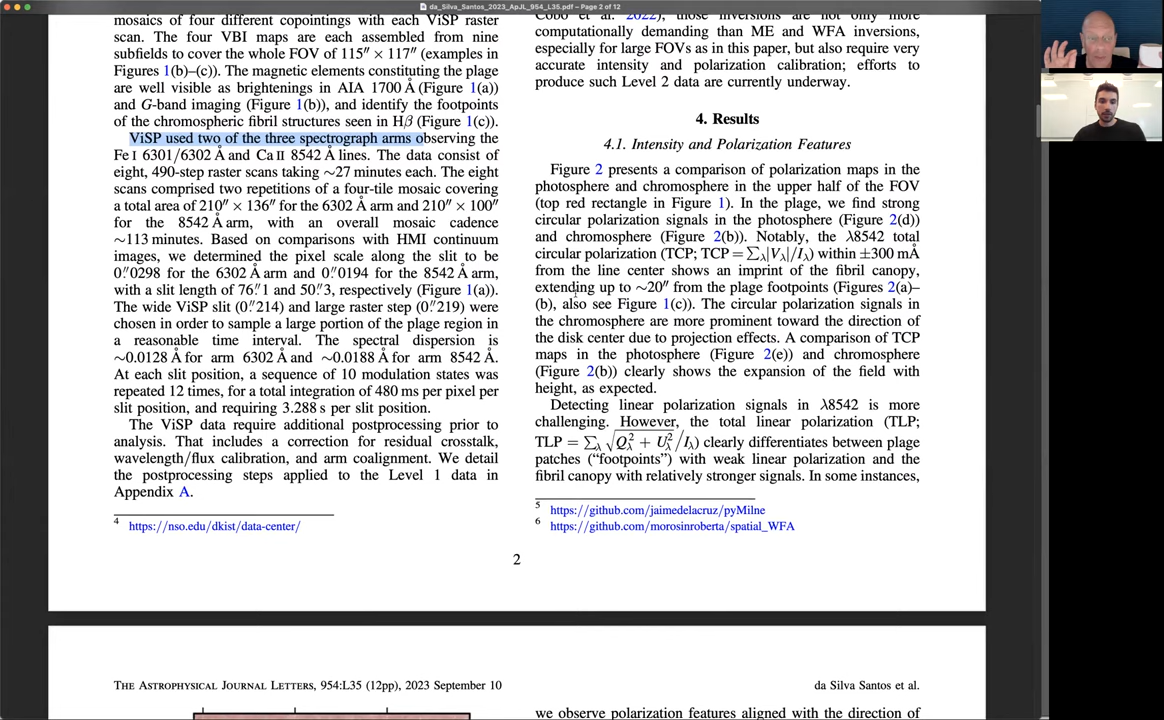 da_Silva_Santos_2023_ApJL_954_L35.pdf – Page 2 of 12
mosaics of four different copointings with each ViSP raster
scan. The four VBI maps are each assembled from nine
subfields to cover the whole FOV of 115″ × 117″ (examples in
Figures 1(b)–(c)). The magnetic elements constituting the plage
are well visible as brightenings in AIA 1700 Å (Figure 1(a))
and G-band imaging (Figure 1(b)), and identify the footpoints
of the chromospheric fibril structures seen in Hβ (Figure 1(c)).
ViSP used two of the three spectrograph arms observing the
Fe I 6301/6302 Å and Ca II 8542 Å lines. The data consist of
eight, 490-step raster scans taking ~27 minutes each. The eight
scans comprised two repetitions of a four-tile mosaic covering
a total area of 210″ × 136″ for the 6302 Å arm and 210″ × 100″
for the 8542 Å arm, with an overall mosaic cadence
~113 minutes. Based on comparisons with HMI continuum
images, we determined the pixel scale along the slit to be
0.″0298 for the 6302 Å arm and 0.″0194 for the 8542 Å arm,
with a slit length of 76.″1 and 50.″3, respectively (Figure 1(a)).
The wide ViSP slit (0.″214) and large raster step (0.″219) were
chosen in order to sample a large portion of the plage region in
a reasonable time interval. The spectral dispersion is
~0.0128 Å for arm 6302 Å and ~0.0188 Å for arm 8542 Å.
At each slit position, a sequence of 10 modulation states was
repeated 12 times, for a total integration of 480 ms per pixel per
slit position, and requiring 3.288 s per slit position.
The ViSP data require additional postprocessing prior to
analysis. That includes a correction for residual crosstalk,
wavelength/flux calibration, and arm coalignment. We detail
the postprocessing steps applied to the Level 1 data in
Appendix A.
4 https://nso.edu/dkist/data-center/
Cobo et al. 2022), those inversions are not only more
computationally demanding than ME and WFA inversions,
especially for large FOVs as in this paper, but also require very
accurate intensity and polarization calibration; efforts to
produce such Level 2 data are currently underway.
4. Results
4.1. Intensity and Polarization Features
Figure 2 presents a comparison of polarization maps in the
photosphere and chromosphere in the upper half of the FOV
(top red rectangle in Figure 1). In the plage, we find strong
circular polarization signals in the photosphere (Figure 2(d))
and chromosphere (Figure 2(b)). Notably, the λ8542 total
circular polarization (TCP; TCP = ∑λ|Vλ|/Iλ) within ±300 mÅ
from the line center shows an imprint of the fibril canopy,
extending up to ~20″ from the plage footpoints (Figures 2(a)–
(b), also see Figure 1(c)). The circular polarization signals in
the chromosphere are more prominent toward the direction of
the disk center due to projection effects. A comparison of TCP
maps in the photosphere (Figure 2(e)) and chromosphere
(Figure 2(b)) clearly shows the expansion of the field with
height, as expected.
Detecting linear polarization signals in λ8542 is more
challenging. However, the total linear polarization (TLP;
TLP = ∑λ √(Q²λ + U²λ)/Iλ) clearly differentiates between plage
patches (“footpoints”) with weak linear polarization and the
fibril canopy with relatively stronger signals. In some instances,
5 https://github.com/jaimedelacruz/pyMilne
6 https://github.com/morosinroberta/spatial_WFA
2
THE ASTROPHYSICAL JOURNAL LETTERS, 954:L35 (12pp), 2023 September 10
da Silva Santos et al.
we observe polarization features aligned with the direction of